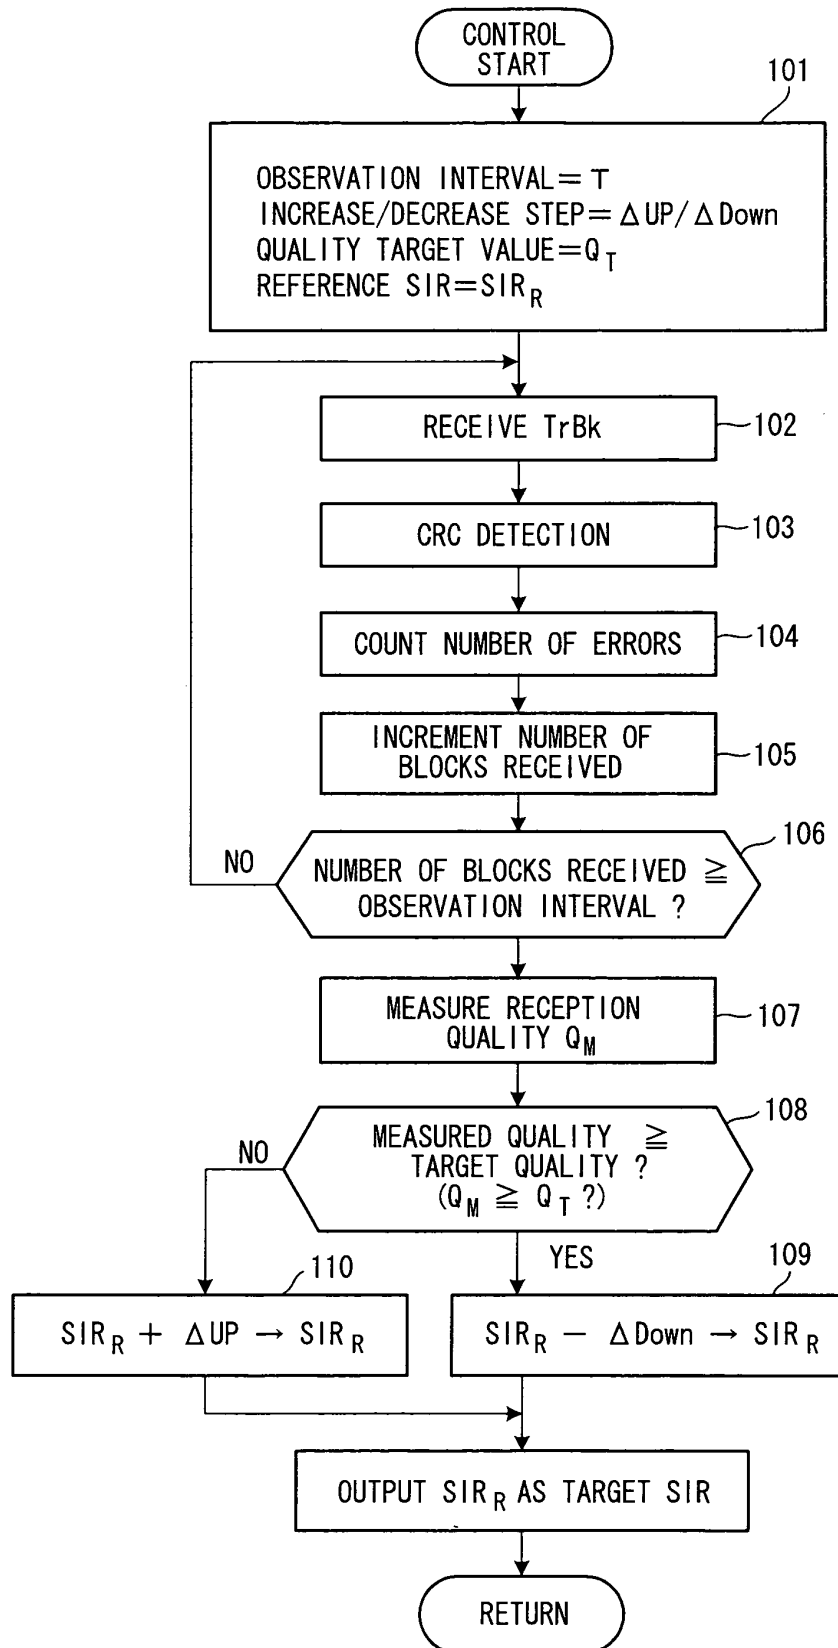 CONTROL
START
101
OBSERVATION INTERVAL=T
INCREASE/DECREASE STEP=ΔUP/ΔDown
QUALITY TARGET VALUE=Q_T
REFERENCE SIR=SIR_R
RECEIVE TrBk
102
CRC DETECTION
103
COUNT NUMBER OF ERRORS
104
INCREMENT NUMBER OF
BLOCKS RECEIVED
105
106
NO
NUMBER OF BLOCKS RECEIVED ≧
OBSERVATION INTERVAL ?
MEASURE RECEPTION
QUALITY Q_M
107
108
NO
MEASURED QUALITY ≧
TARGET QUALITY ?
(Q_M ≧ Q_T ?)
YES
110
109
SIR_R + ΔUP → SIR_R
SIR_R − ΔDown → SIR_R
OUTPUT SIR_R AS TARGET SIR
RETURN